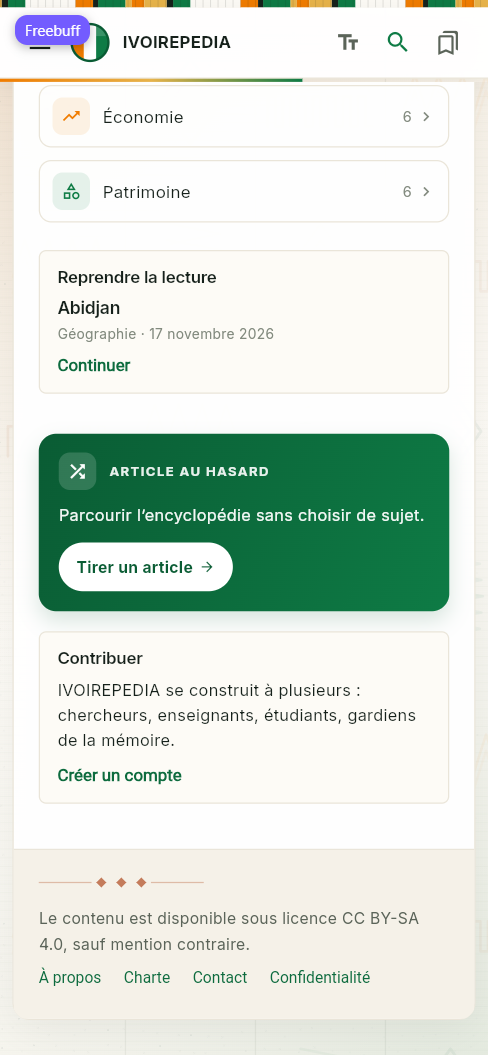 Freebuff
IVOIREPEDIA
Économie 6
Patrimoine 6
Reprendre la lecture
Abidjan
Géographie · 17 novembre 2026
Continuer
ARTICLE AU HASARD
Parcourir l’encyclopédie sans choisir de sujet.
Tirer un article →
Contribuer
IVOIREPEDIA se construit à plusieurs :
chercheurs, enseignants, étudiants, gardiens
de la mémoire.
Créer un compte
Le contenu est disponible sous licence CC BY-SA
4.0, sauf mention contraire.
À propos Charte Contact Confidentialité